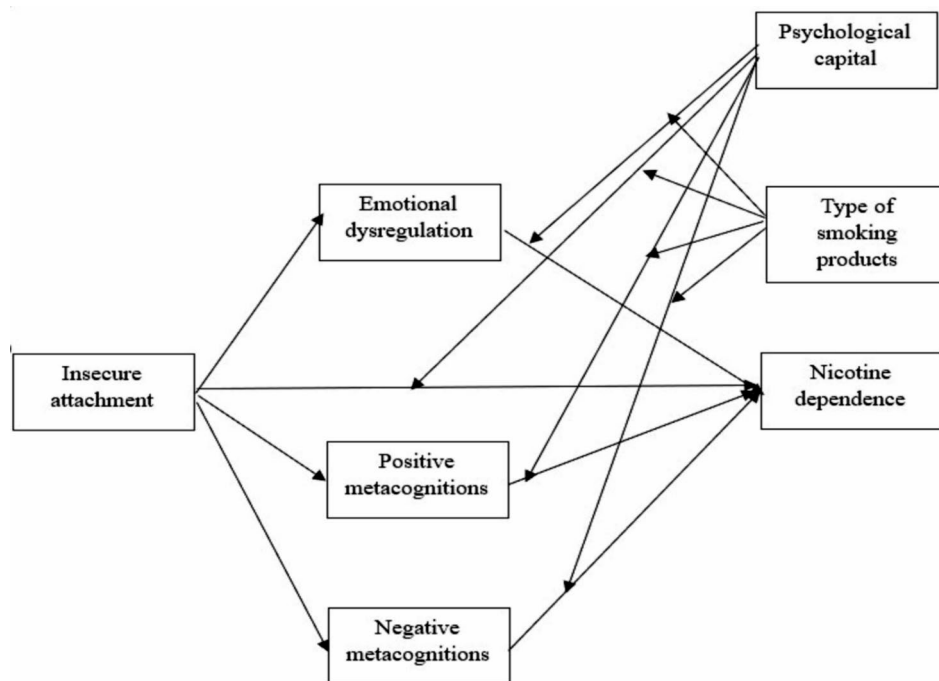 Psychological
capital
Type of
smoking
products
Emotional
dysregulation
Insecure
attachment
Nicotine
dependence
Positive
metacognitions
Negative
metacognitions